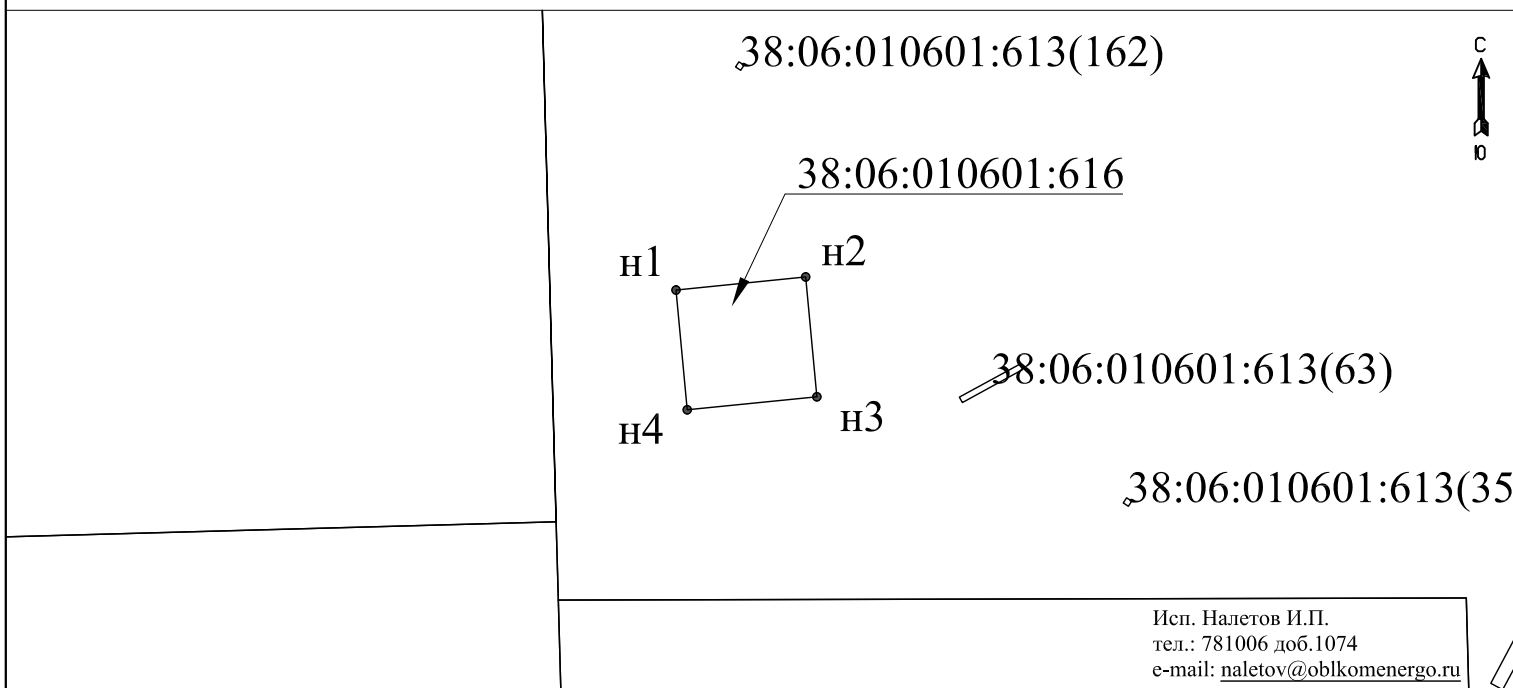 38:06:010601:613(162)
С
Ю
38:06:010601:616
н1
н2
38:06:010601:613(63)
н4
н3
38:06:010601:613(35
Исп. Налетов И.П.
тел.: 781006 доб.1074
e-mail: naletov@oblkomenergo.ru